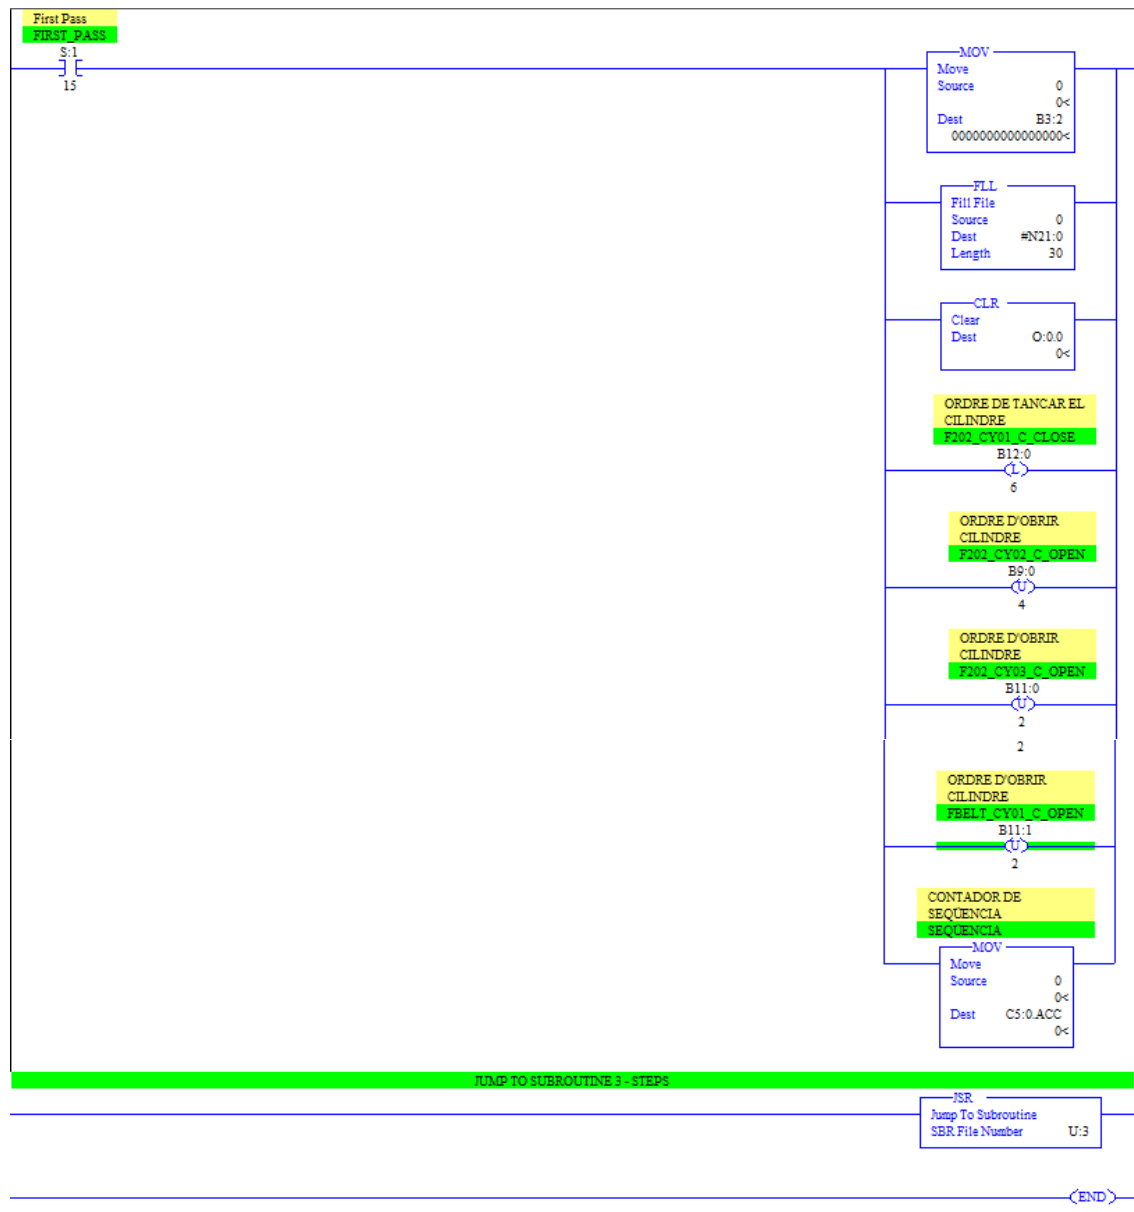 First Pass
FIRST_PASS
S:1
15
MOV
Move
Source 0
0<
Dest B3:2
0000000000000000<
FLL
Fill File
Source 0
Dest #N21:0
Length 30
CLR
Clear
Dest O:0.0
0<
ORDRE DE TANCAR EL
CILINDRE
F202_CY01_C_CLOSE
B12:0
L
6
ORDRE D'OBRIR
CILINDRE
F202_CY02_C_OPEN
B9:0
U
4
ORDRE D'OBRIR
CILINDRE
F202_CY03_C_OPEN
B11:0
U
2
2
ORDRE D'OBRIR
CILINDRE
FBELT_CY01_C_OPEN
B11:1
U
2
CONTADOR DE
SEQÜENCIA
SEQÜENCIA
MOV
Move
Source 0
0<
Dest C5:0.ACC
0<
JUMP TO SUBROUTINE 3 - STEPS
JSR
Jump To Subroutine
SBR File Number U:3
END